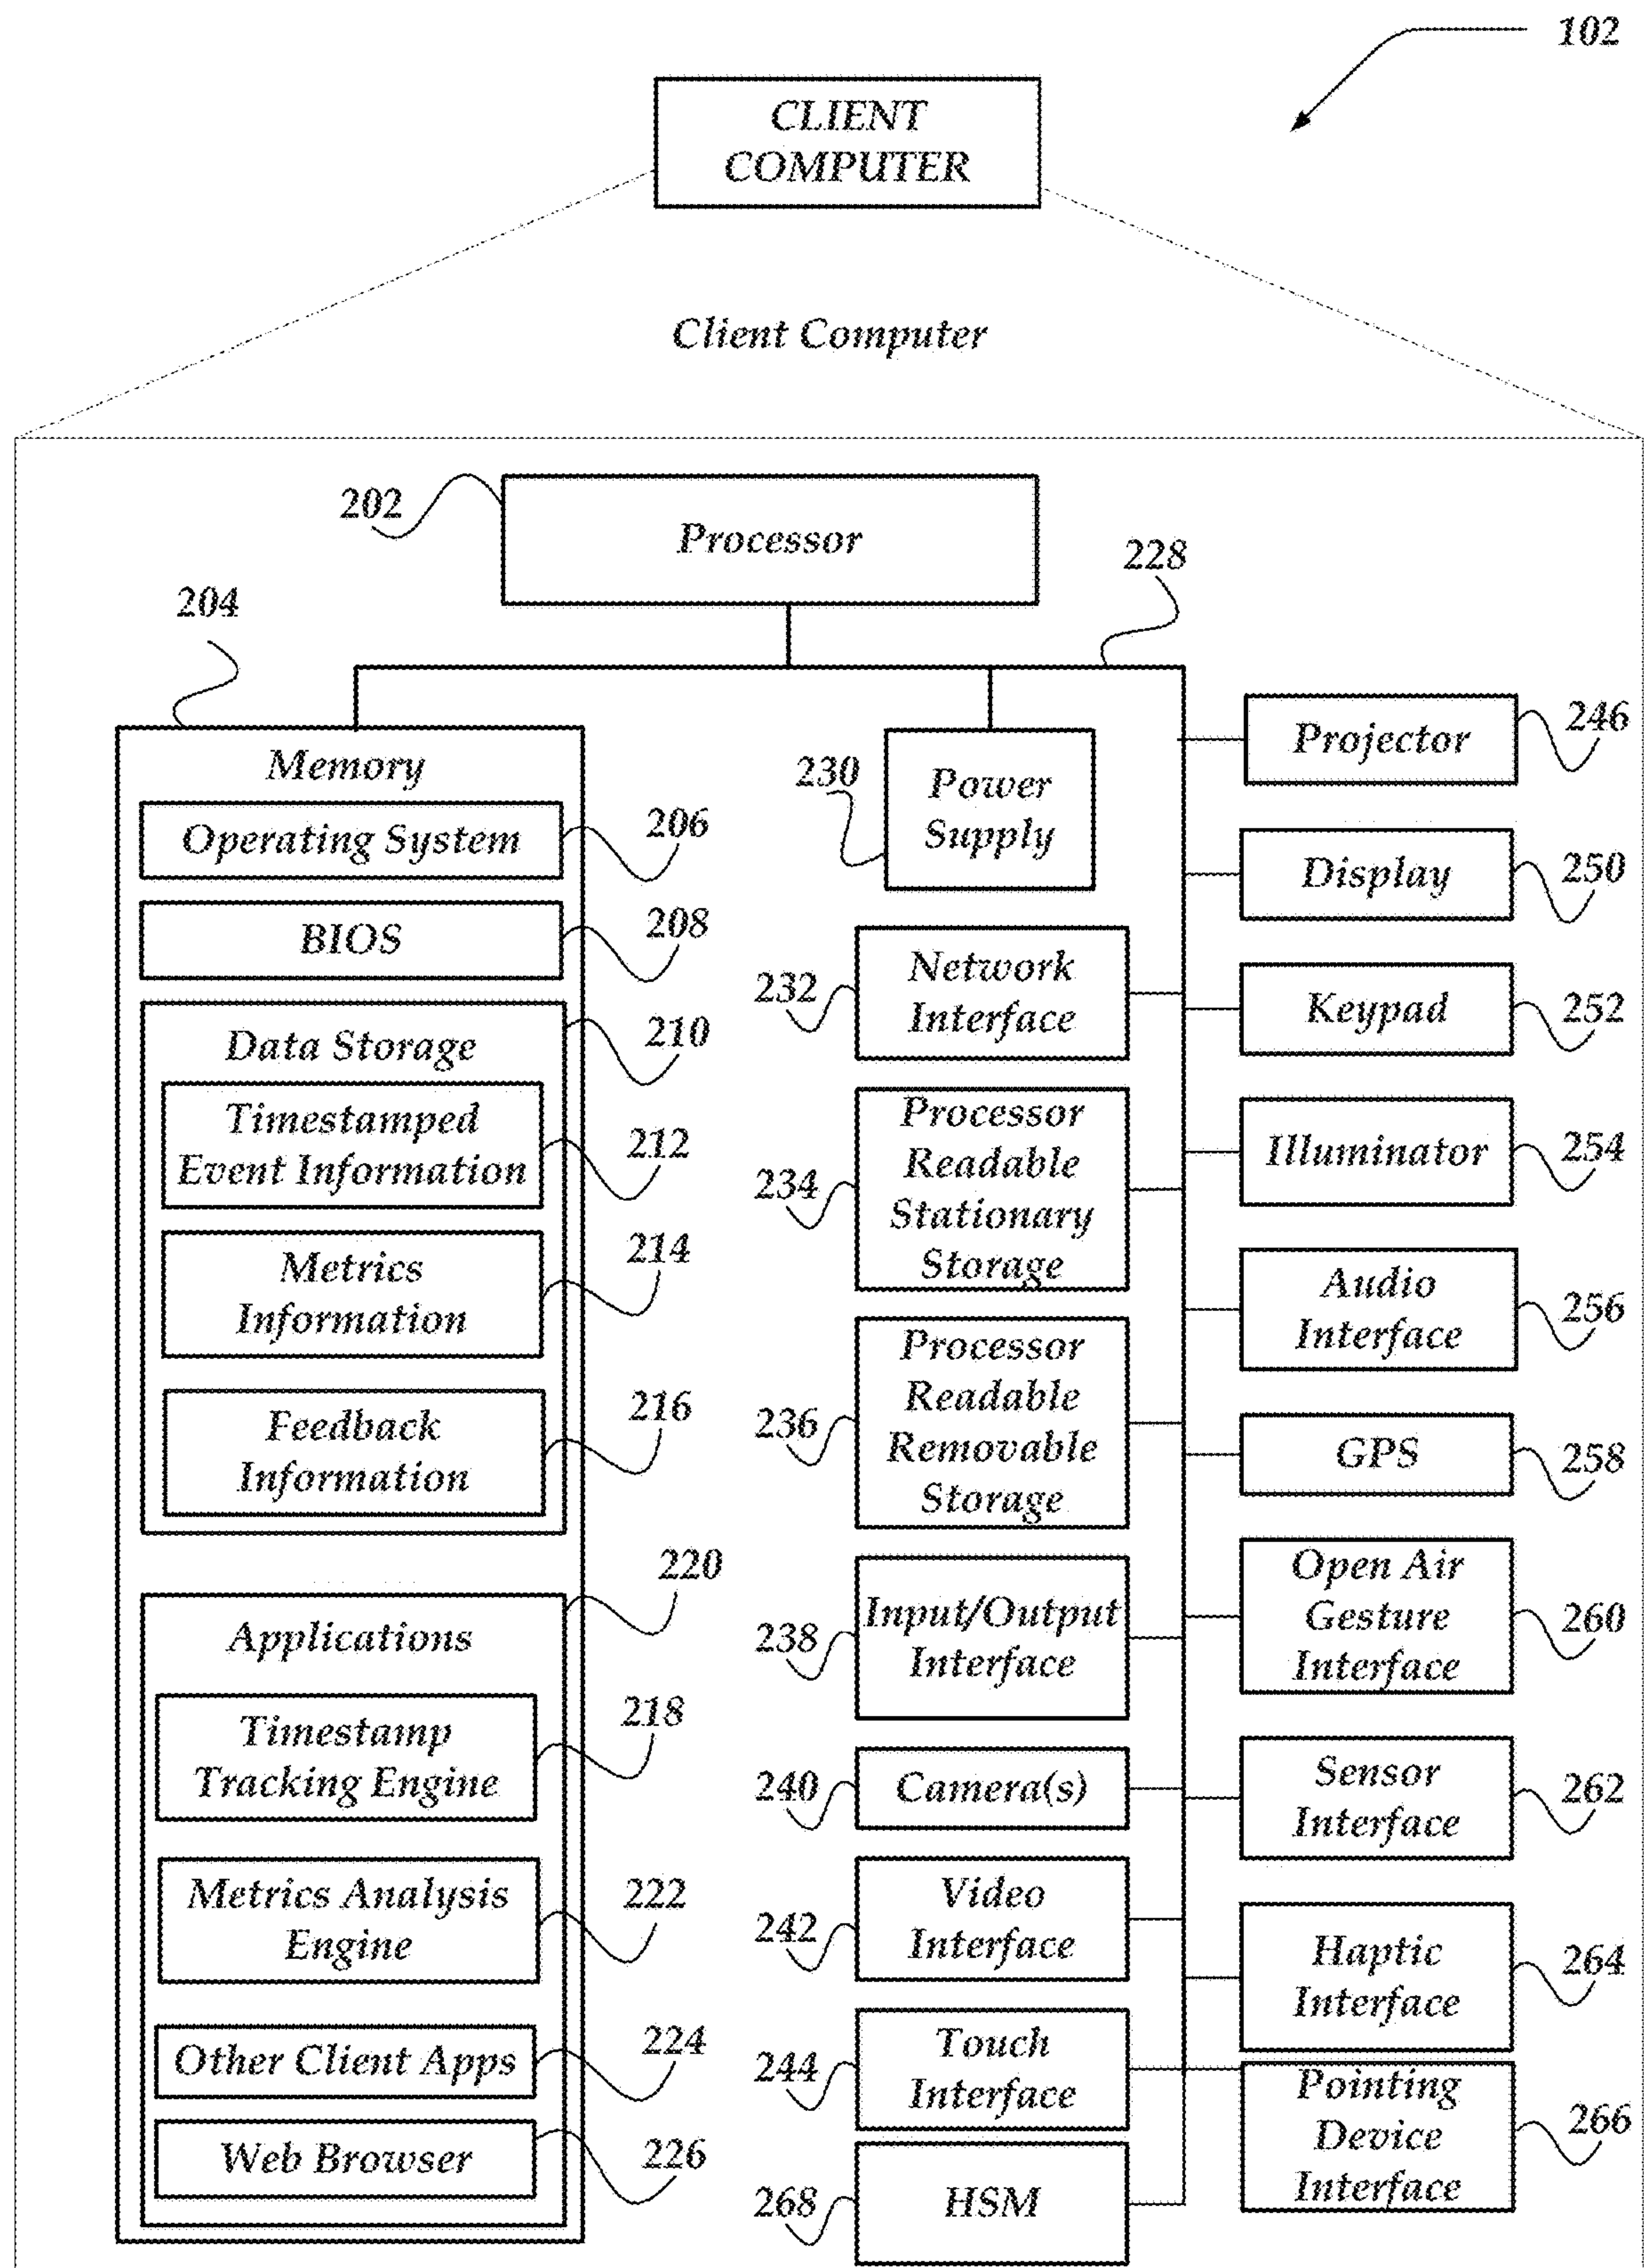 102
CLIENT
COMPUTER
Client Computer
202
Processor
228
204
Memory
Operating System
206
BIOS
208
Data Storage
210
Timestamped
Event Information
212
Metrics
Information
214
Feedback
Information
216
220
Applications
Timestamp
Tracking Engine
218
Metrics Analysis
Engine
222
Other Client Apps
224
Web Browser
226
230
Power
Supply
232
Network
Interface
234
Processor
Readable
Stationary
Storage
236
Processor
Readable
Removable
Storage
238
Input/Output
Interface
240
Camera(s)
242
Video
Interface
244
Touch
Interface
268
HSM
Projector
246
Display
250
Keypad
252
Illuminator
254
Audio
Interface
256
GPS
258
Open Air
Gesture
Interface
260
Sensor
Interface
262
Haptic
Interface
264
Pointing
Device
Interface
266